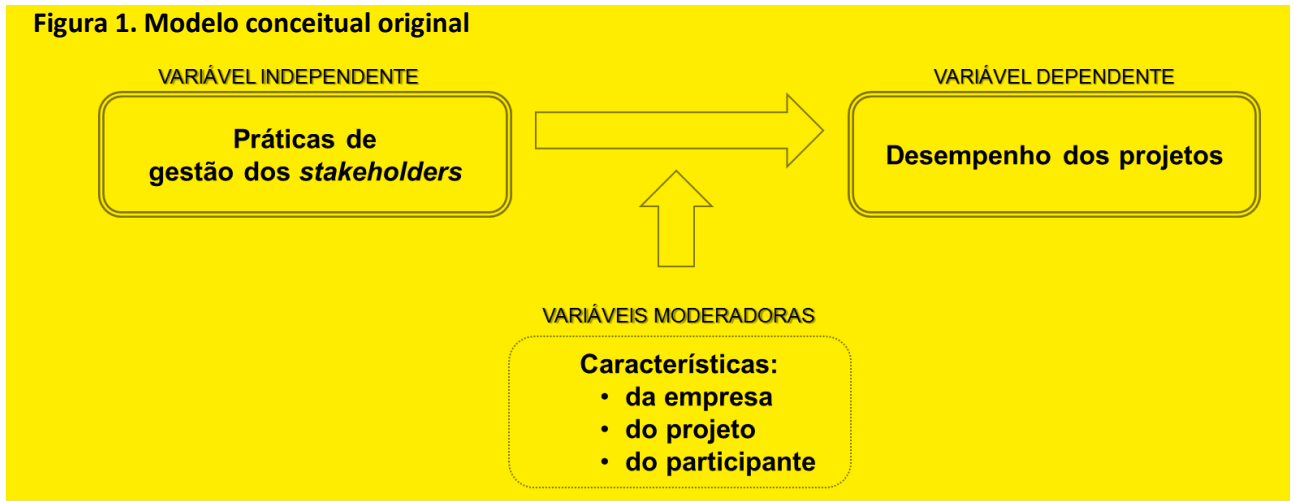 Figura 1. Modelo conceitual original
VARIÁVEL INDEPENDENTE
Práticas de
gestão dos stakeholders
VARIÁVEL DEPENDENTE
Desempenho dos projetos
VARIÁVEIS MODERADORAS
Características:
• da empresa
• do projeto
• do participante